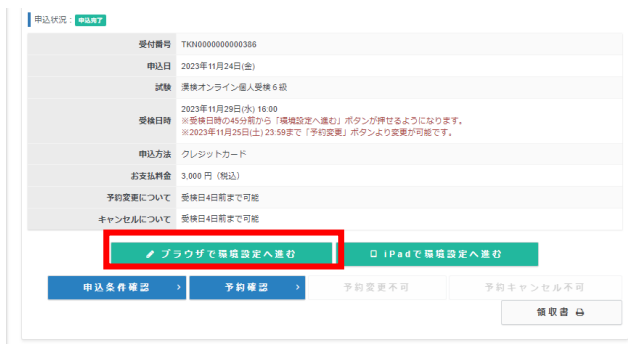 申込状況：申込完了
受付番号 TKN0000000000386
申込日 2023年11月24日(金)
試験 漢検オンライン個人受検６級
受検日時 2023年11月29日(水) 16:00
※受検日時の45分前から「環境設定へ進む」ボタンが押せるようになります。
※2023年11月25日(土) 23:59まで「予約変更」ボタンより変更が可能です。
申込方法 クレジットカード
お支払料金 3,000 円（税込）
予約変更について 受検日4日前まで可能
キャンセルについて 受検日4日前まで可能
ブラウザで環境設定へ進む iPadで環境設定へ進む
申込条件確認 予約確認 予約変更不可 予約キャンセル不可
領収書